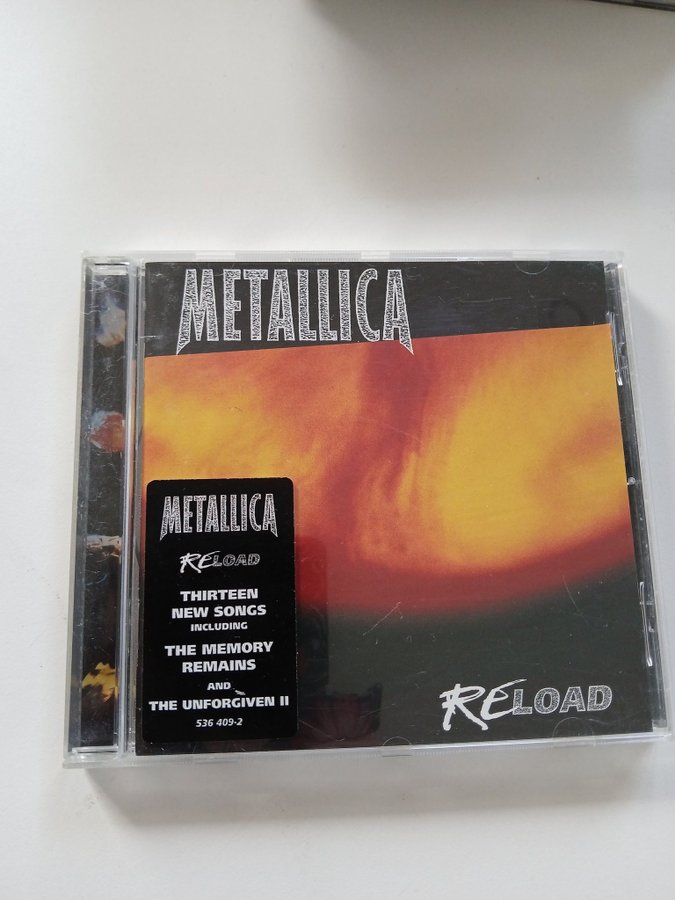 METALLICA
METALLICA
RELOAD
THIRTEEN
NEW SONGS
INCLUDING
THE MEMORY
REMAINS
AND
THE UNFORGIVEN II
536 409-2
RELOAD